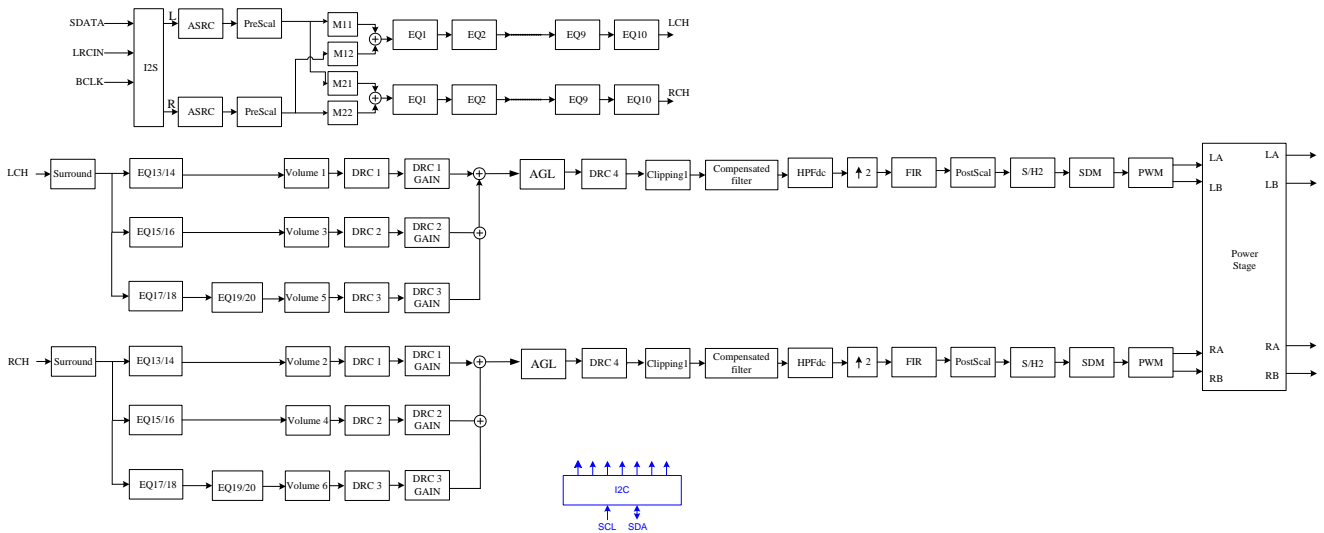 SDATA
LRCIN
BCLK
I2S
L
ASRC
PreScal
M11
M12
EQ1
EQ2
EQ9
EQ10
LCH
R
ASRC
PreScal
M21
M22
EQ1
EQ2
EQ9
EQ10
RCH
LCH
Surround
EQ13/14
Volume 1
DRC 1
DRC 1
GAIN
AGL
DRC 4
Clipping1
Compensated
filter
HPFdc
2
FIR
PostScal
S/H2
SDM
PWM
LA
LB
LA
LB
EQ15/16
Volume 3
DRC 2
DRC 2
GAIN
EQ17/18
EQ19/20
Volume 5
DRC 3
DRC 3
GAIN
Power
Stage
RCH
Surround
EQ13/14
Volume 2
DRC 1
DRC 1
GAIN
AGL
DRC 4
Clipping1
Compensated
filter
HPFdc
2
FIR
PostScal
S/H2
SDM
PWM
RA
RB
RA
RB
EQ15/16
Volume 4
DRC 2
DRC 2
GAIN
EQ17/18
EQ19/20
Volume 6
DRC 3
DRC 3
GAIN
I2C
SCL
SDA